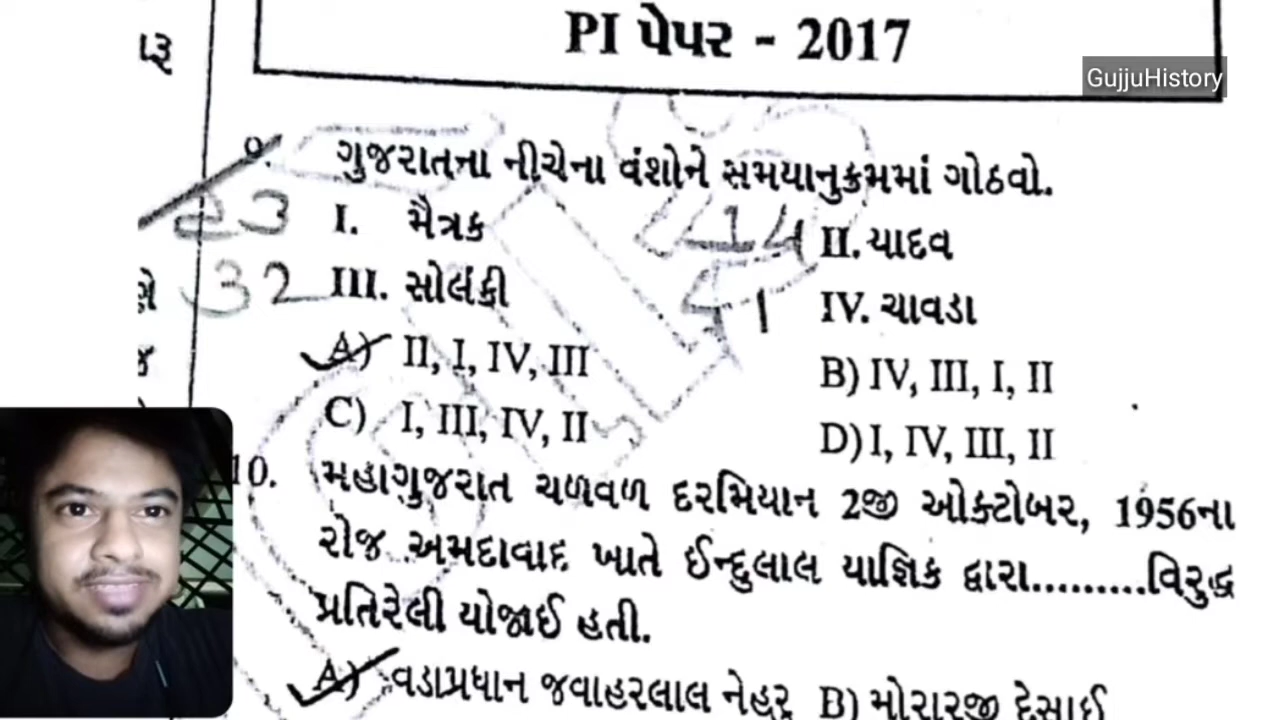 PI પેપર - 2017
GujjuHistory
9. ગુજરાતના નીચેના વંશોને સમયાનુક્રમમાં ગોઠવો.
I. મૈત્રક II. યાદવ
III. સોલંકી IV. ચાવડા
A) II, I, IV, III B) IV, III, I, II
C) I, III, IV, II D) I, IV, III, II
10. મહાગુજરાત ચળવળ દરમિયાન 2જી ઓક્ટોબર, 1956ના
રોજ અમદાવાદ ખાતે ઈન્દુલાલ યાજ્ઞિક દ્વારા.........વિરુદ્ધ
પ્રતિરેલી યોજાઈ હતી.
A) વડાપ્રધાન જવાહરલાલ નેહરૂ B) મોરારજી દેસાઈ